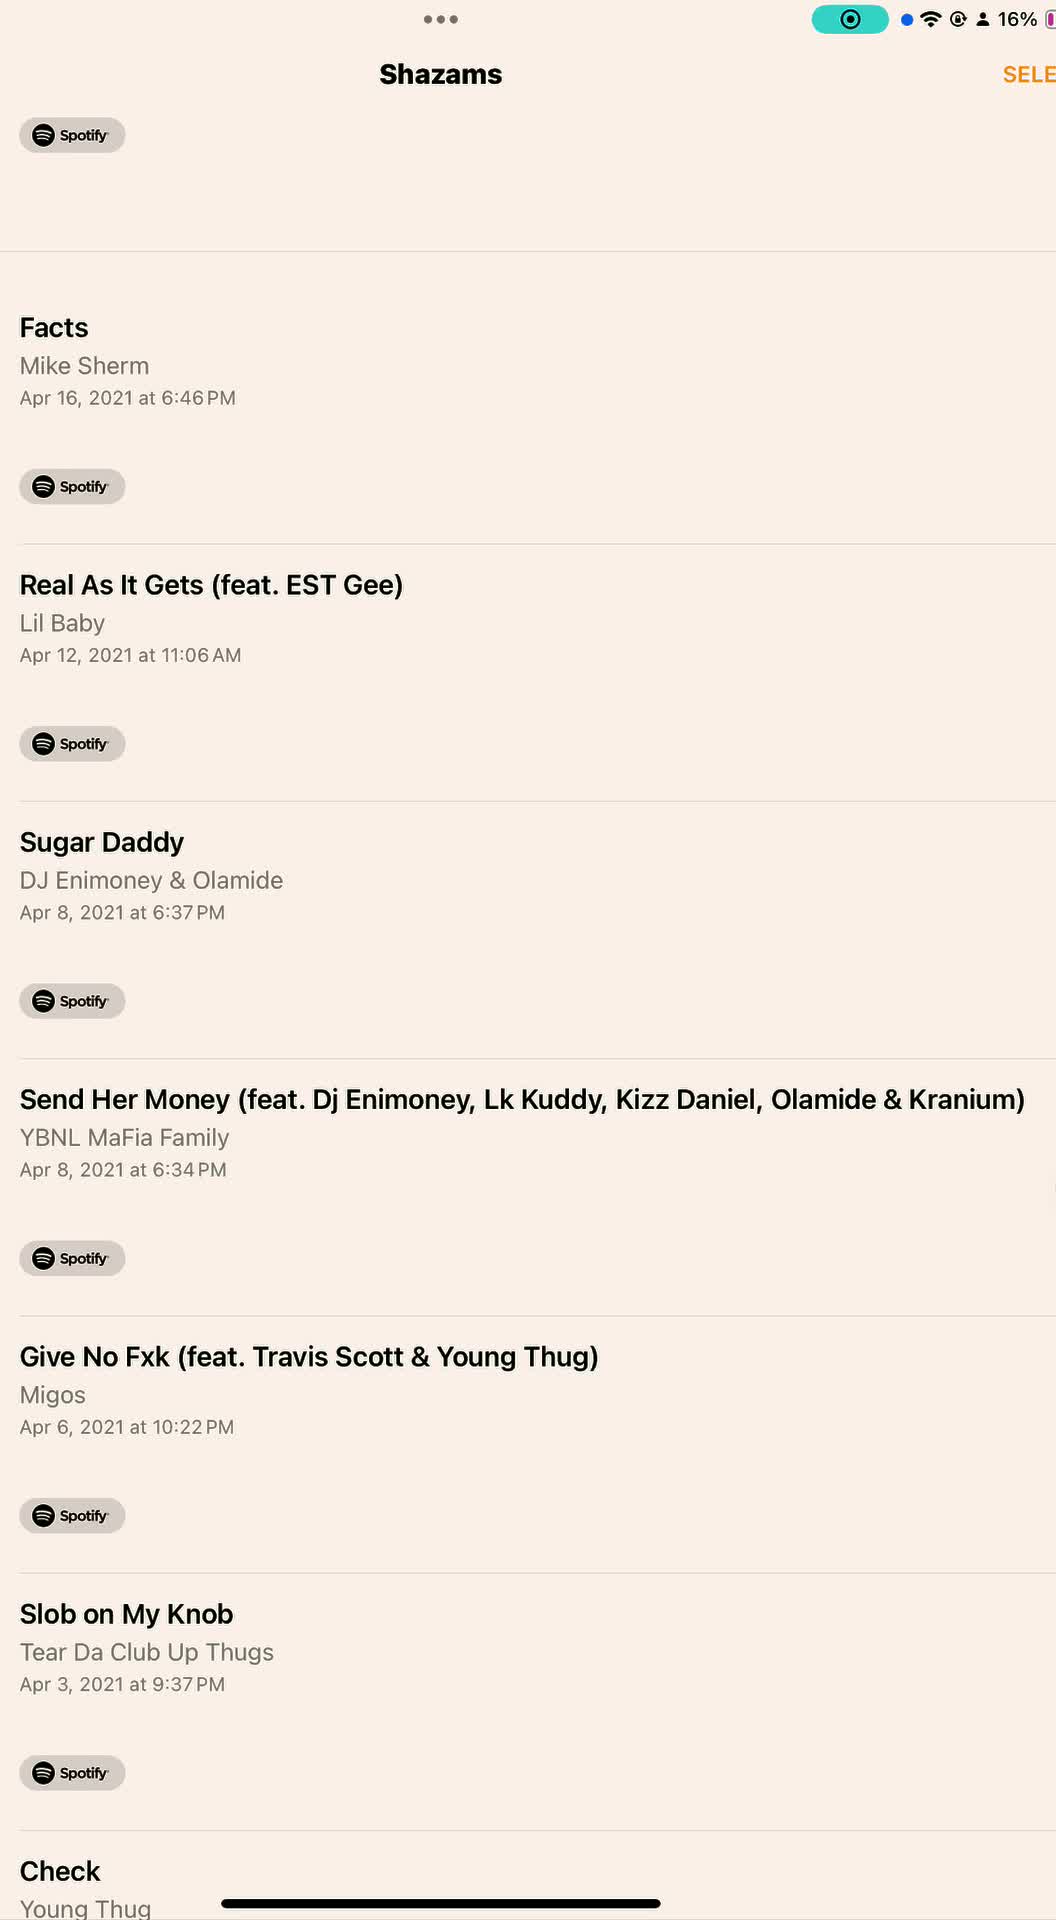 16%
Shazams
SELE
Spotify
Facts
Mike Sherm
Apr 16, 2021 at 6:46 PM
Spotify
Real As It Gets (feat. EST Gee)
Lil Baby
Apr 12, 2021 at 11:06 AM
Spotify
Sugar Daddy
DJ Enimoney & Olamide
Apr 8, 2021 at 6:37 PM
Spotify
Send Her Money (feat. Dj Enimoney, Lk Kuddy, Kizz Daniel, Olamide & Kranium)
YBNL MaFia Family
Apr 8, 2021 at 6:34 PM
Spotify
Give No Fxk (feat. Travis Scott & Young Thug)
Migos
Apr 6, 2021 at 10:22 PM
Spotify
Slob on My Knob
Tear Da Club Up Thugs
Apr 3, 2021 at 9:37 PM
Spotify
Check
Young Thug